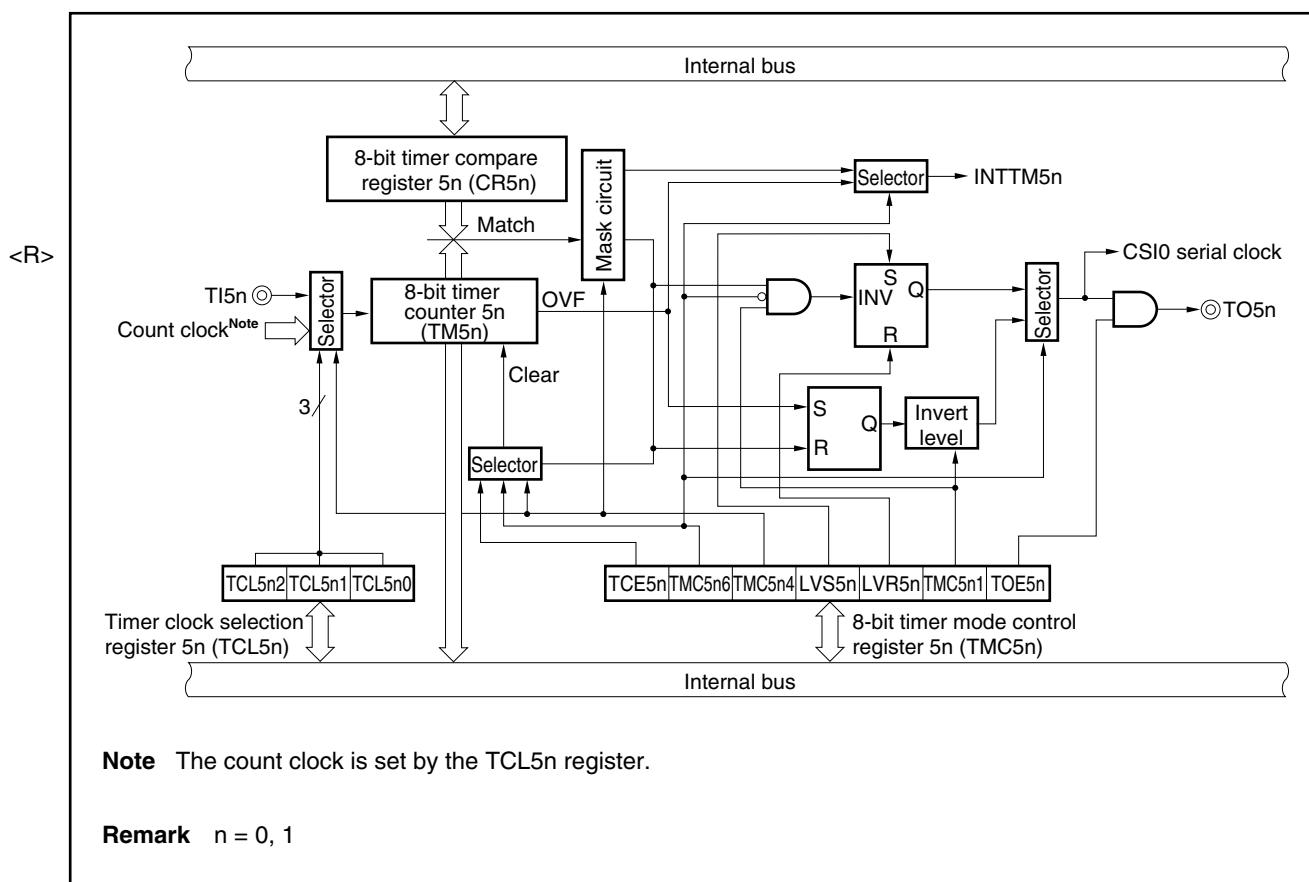 Internal bus
8-bit timer compare
register 5n (CR5n)
Mask circuit
Selector
INTTM5n
Match
<R>
CSI0 serial clock
S
INV
Q
R
Selector
TO5n
TI5n
Selector
8-bit timer
counter 5n
(TM5n)
OVF
Count clockNote
Clear
3
S
Q
R
Invert
level
Selector
TCL5n2 TCL5n1 TCL5n0
TCE5n TMC5n6 TMC5n4 LVS5n LVR5n TMC5n1 TOE5n
Timer clock selection
register 5n (TCL5n)
8-bit timer mode control
register 5n (TMC5n)
Internal bus
Note The count clock is set by the TCL5n register.
Remark n = 0, 1